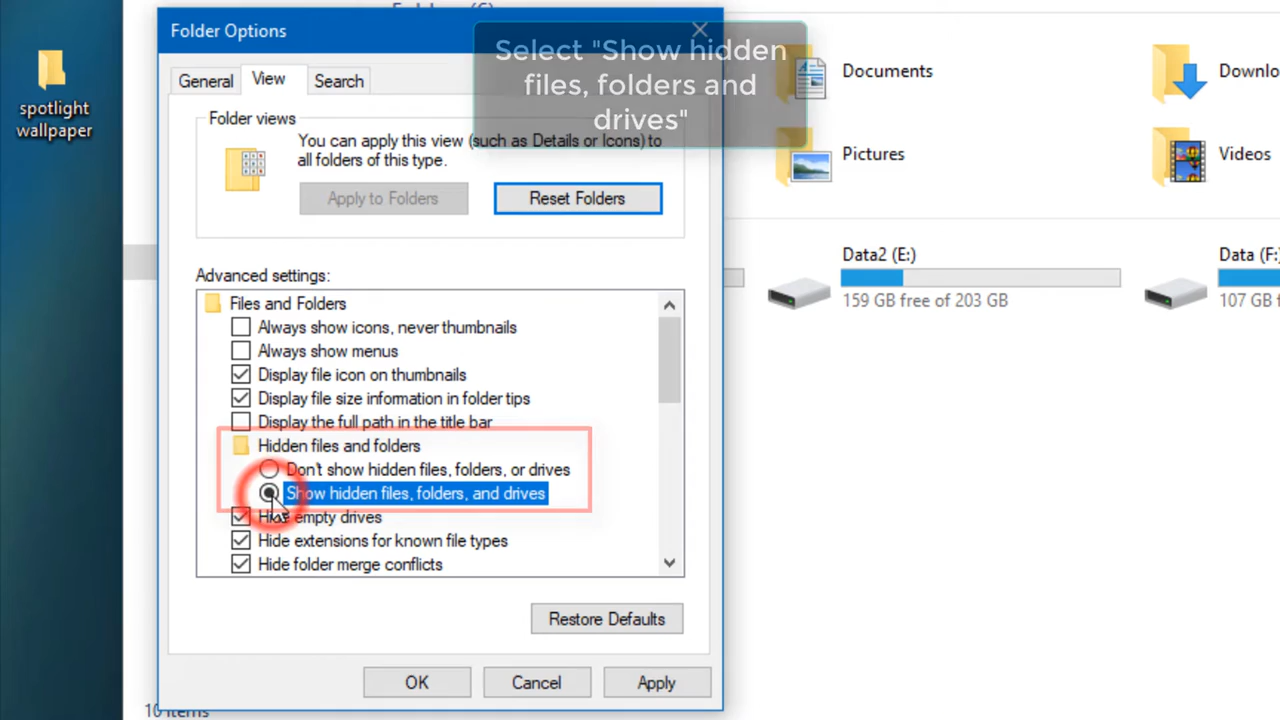 Folder Options
Select "Show hidden
files, folders and
drives"
General
View
Search
Folder views
You can apply this view (such as Details or Icons) to
all folders of this type.
Apply to Folders
Reset Folders
Advanced settings:
Files and Folders
Always show icons, never thumbnails
Always show menus
Display file icon on thumbnails
Display file size information in folder tips
Display the full path in the title bar
Hidden files and folders
Don't show hidden files, folders, or drives
Show hidden files, folders, and drives
Hide empty drives
Hide extensions for known file types
Hide folder merge conflicts
Restore Defaults
OK
Cancel
Apply
spotlight
wallpaper
Documents
Downlo
Pictures
Videos
Data2 (E:)
159 GB free of 203 GB
Data (F:
107 GB f
10 items